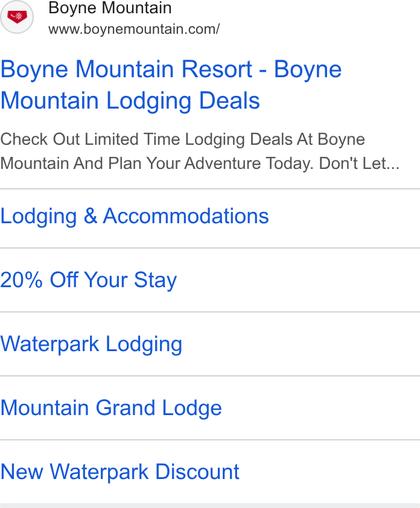 Boyne Mountain
www.boynemountain.com/
Boyne Mountain Resort - Boyne
Mountain Lodging Deals
Check Out Limited Time Lodging Deals At Boyne
Mountain And Plan Your Adventure Today. Don't Let...
Lodging & Accommodations
20% Off Your Stay
Waterpark Lodging
Mountain Grand Lodge
New Waterpark Discount